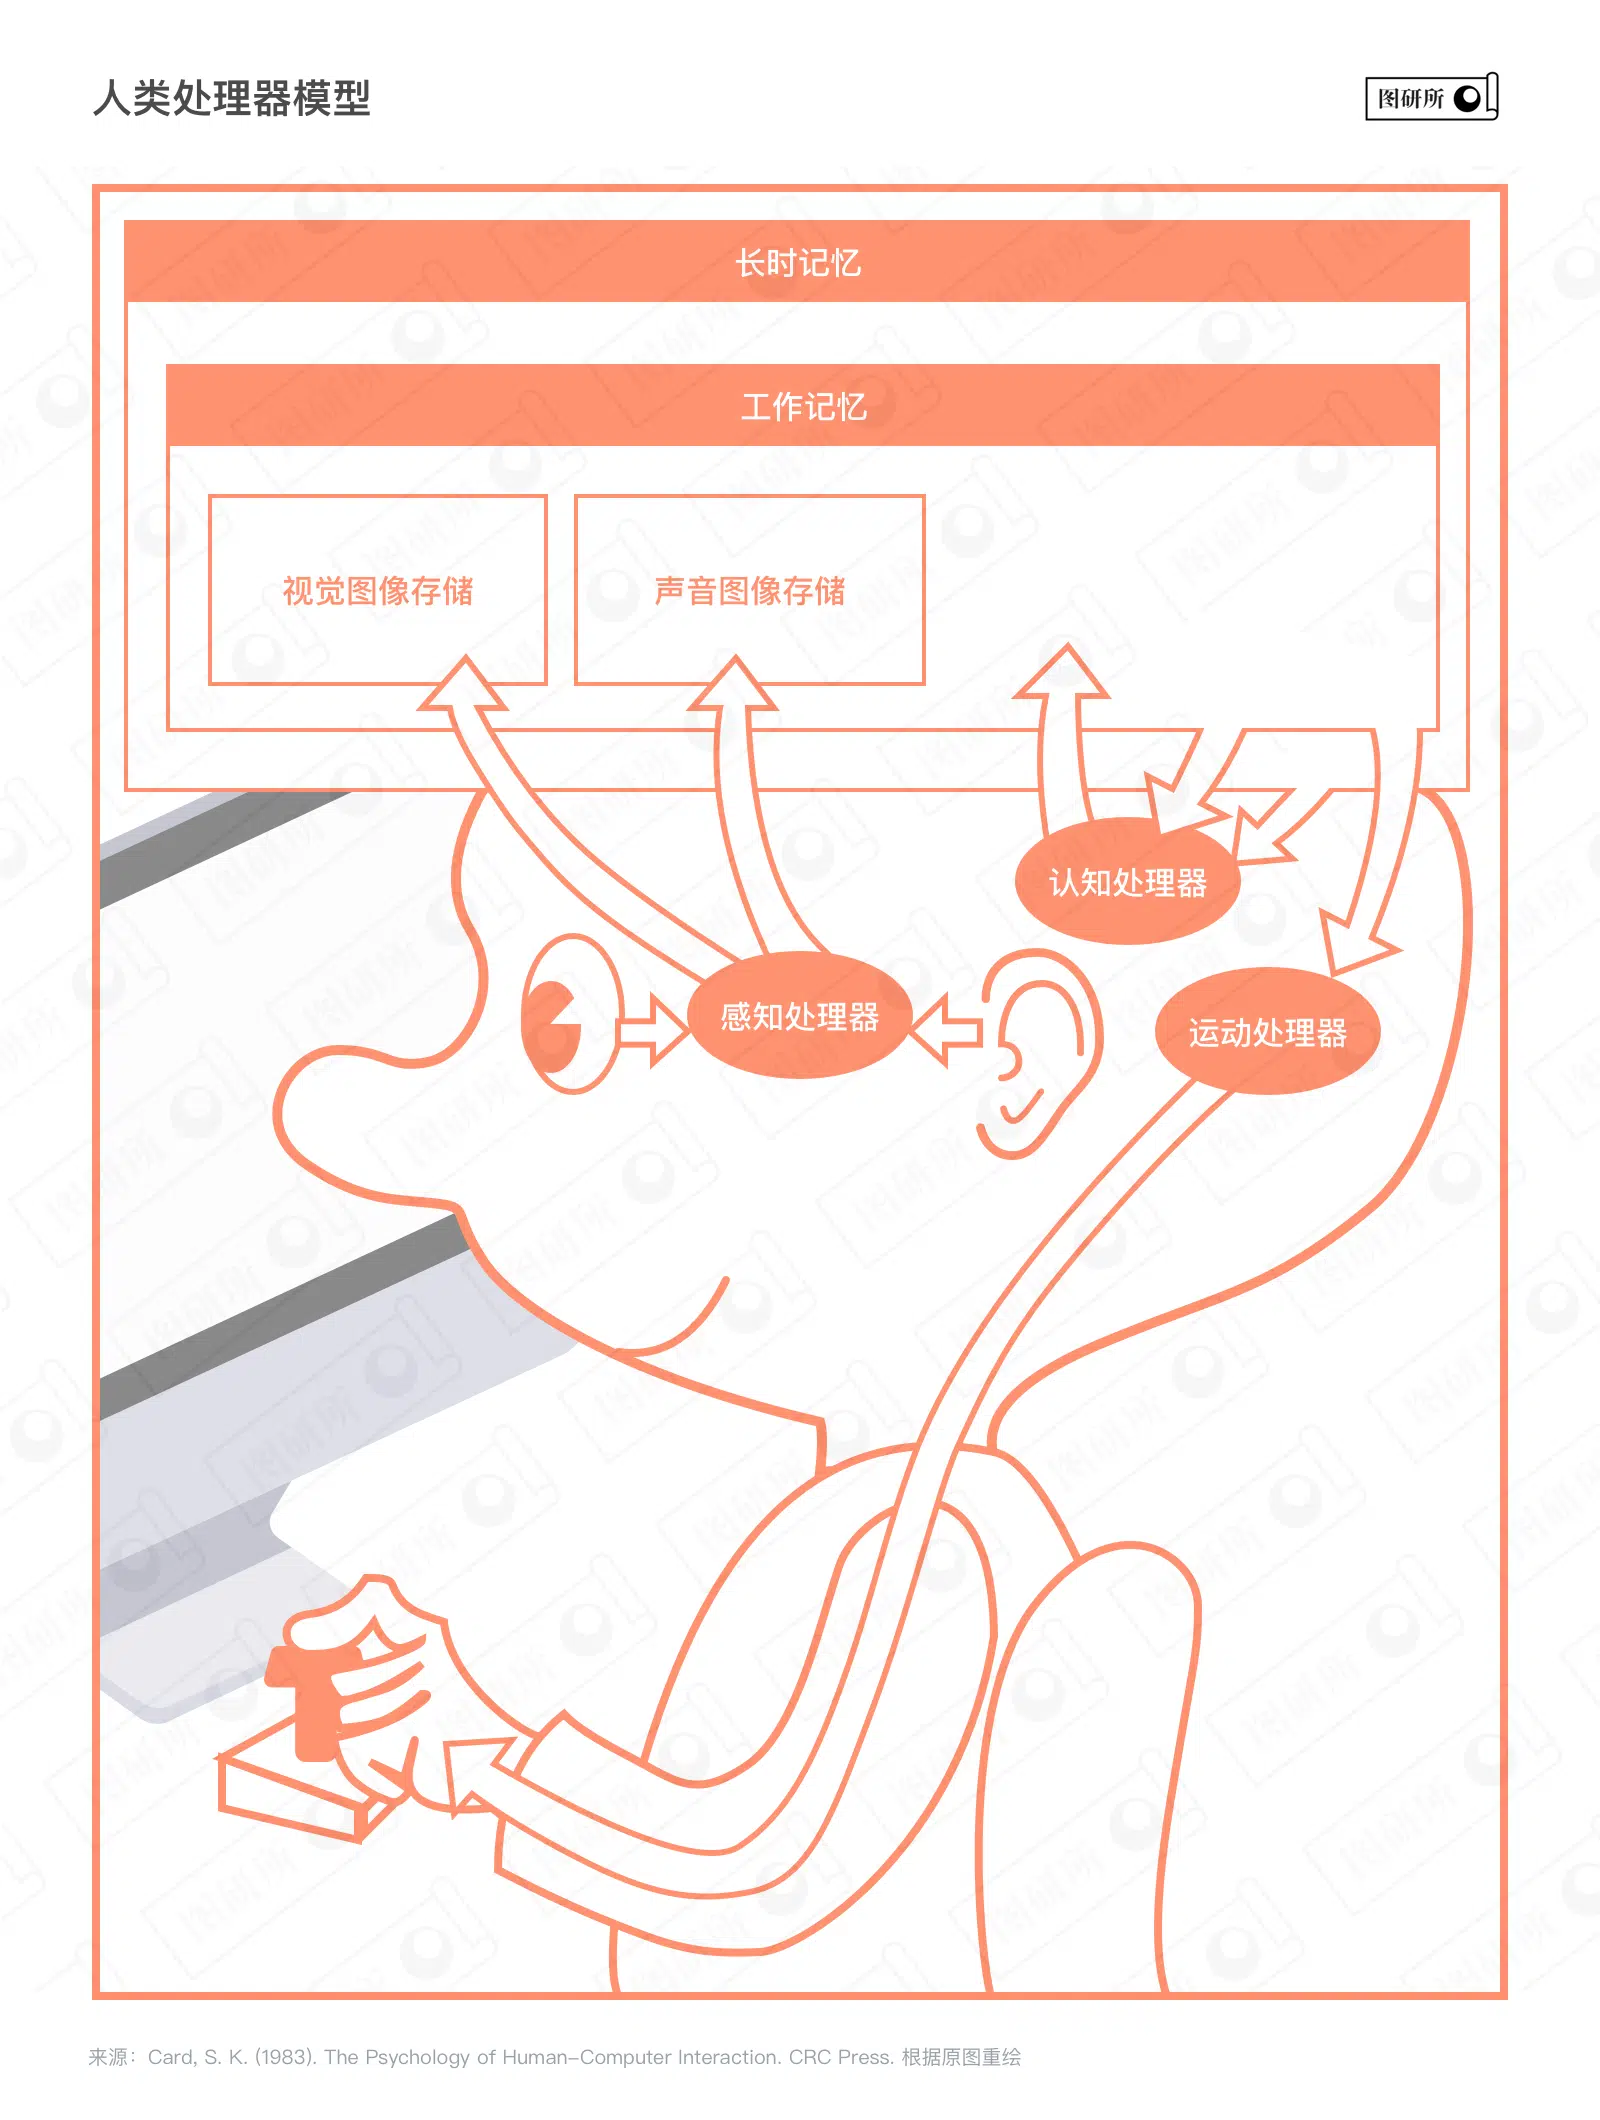 人类处理器模型
图研所
长时记忆
工作记忆
视觉图像存储
声音图像存储
认知处理器
感知处理器
运动处理器
来源：Card, S. K. (1983). The Psychology of Human-Computer Interaction. CRC Press. 根据原图重绘